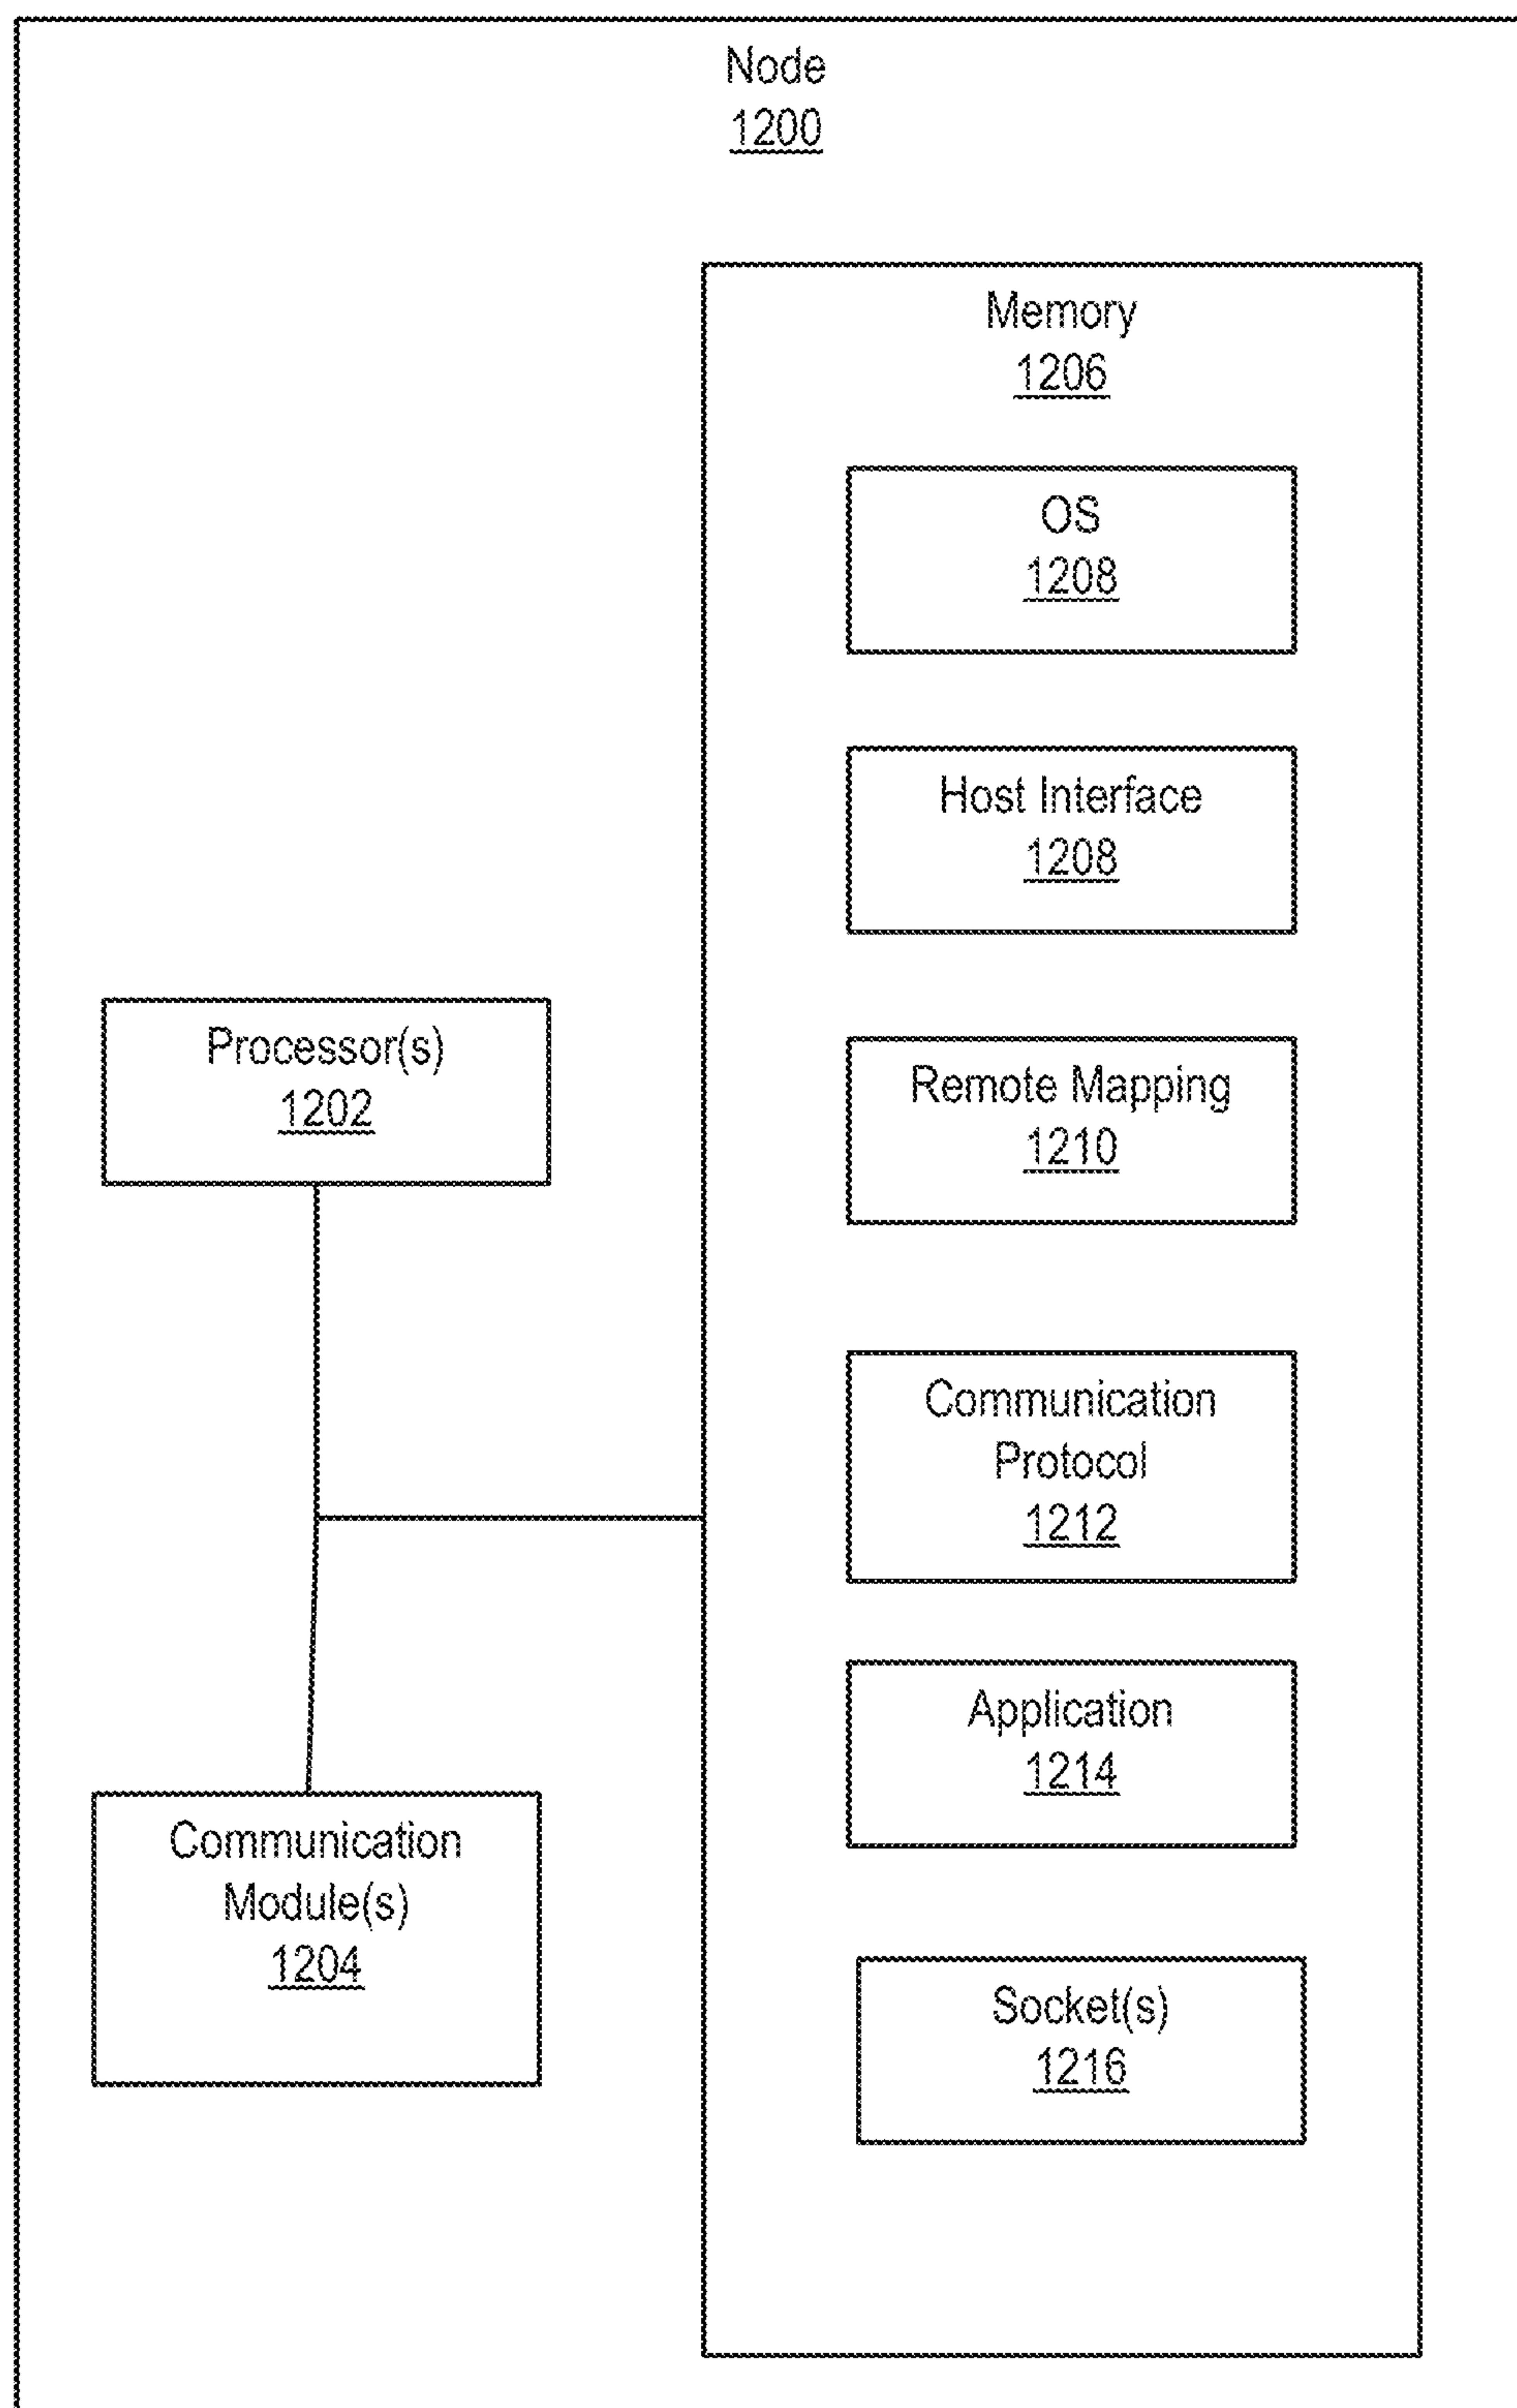 Node
1200
Memory
1206
OS
1208
Host Interface
1208
Processor(s)
1202
Remote Mapping
1210
Communication
Protocol
1212
Application
1214
Communication
Module(s)
1204
Socket(s)
1216